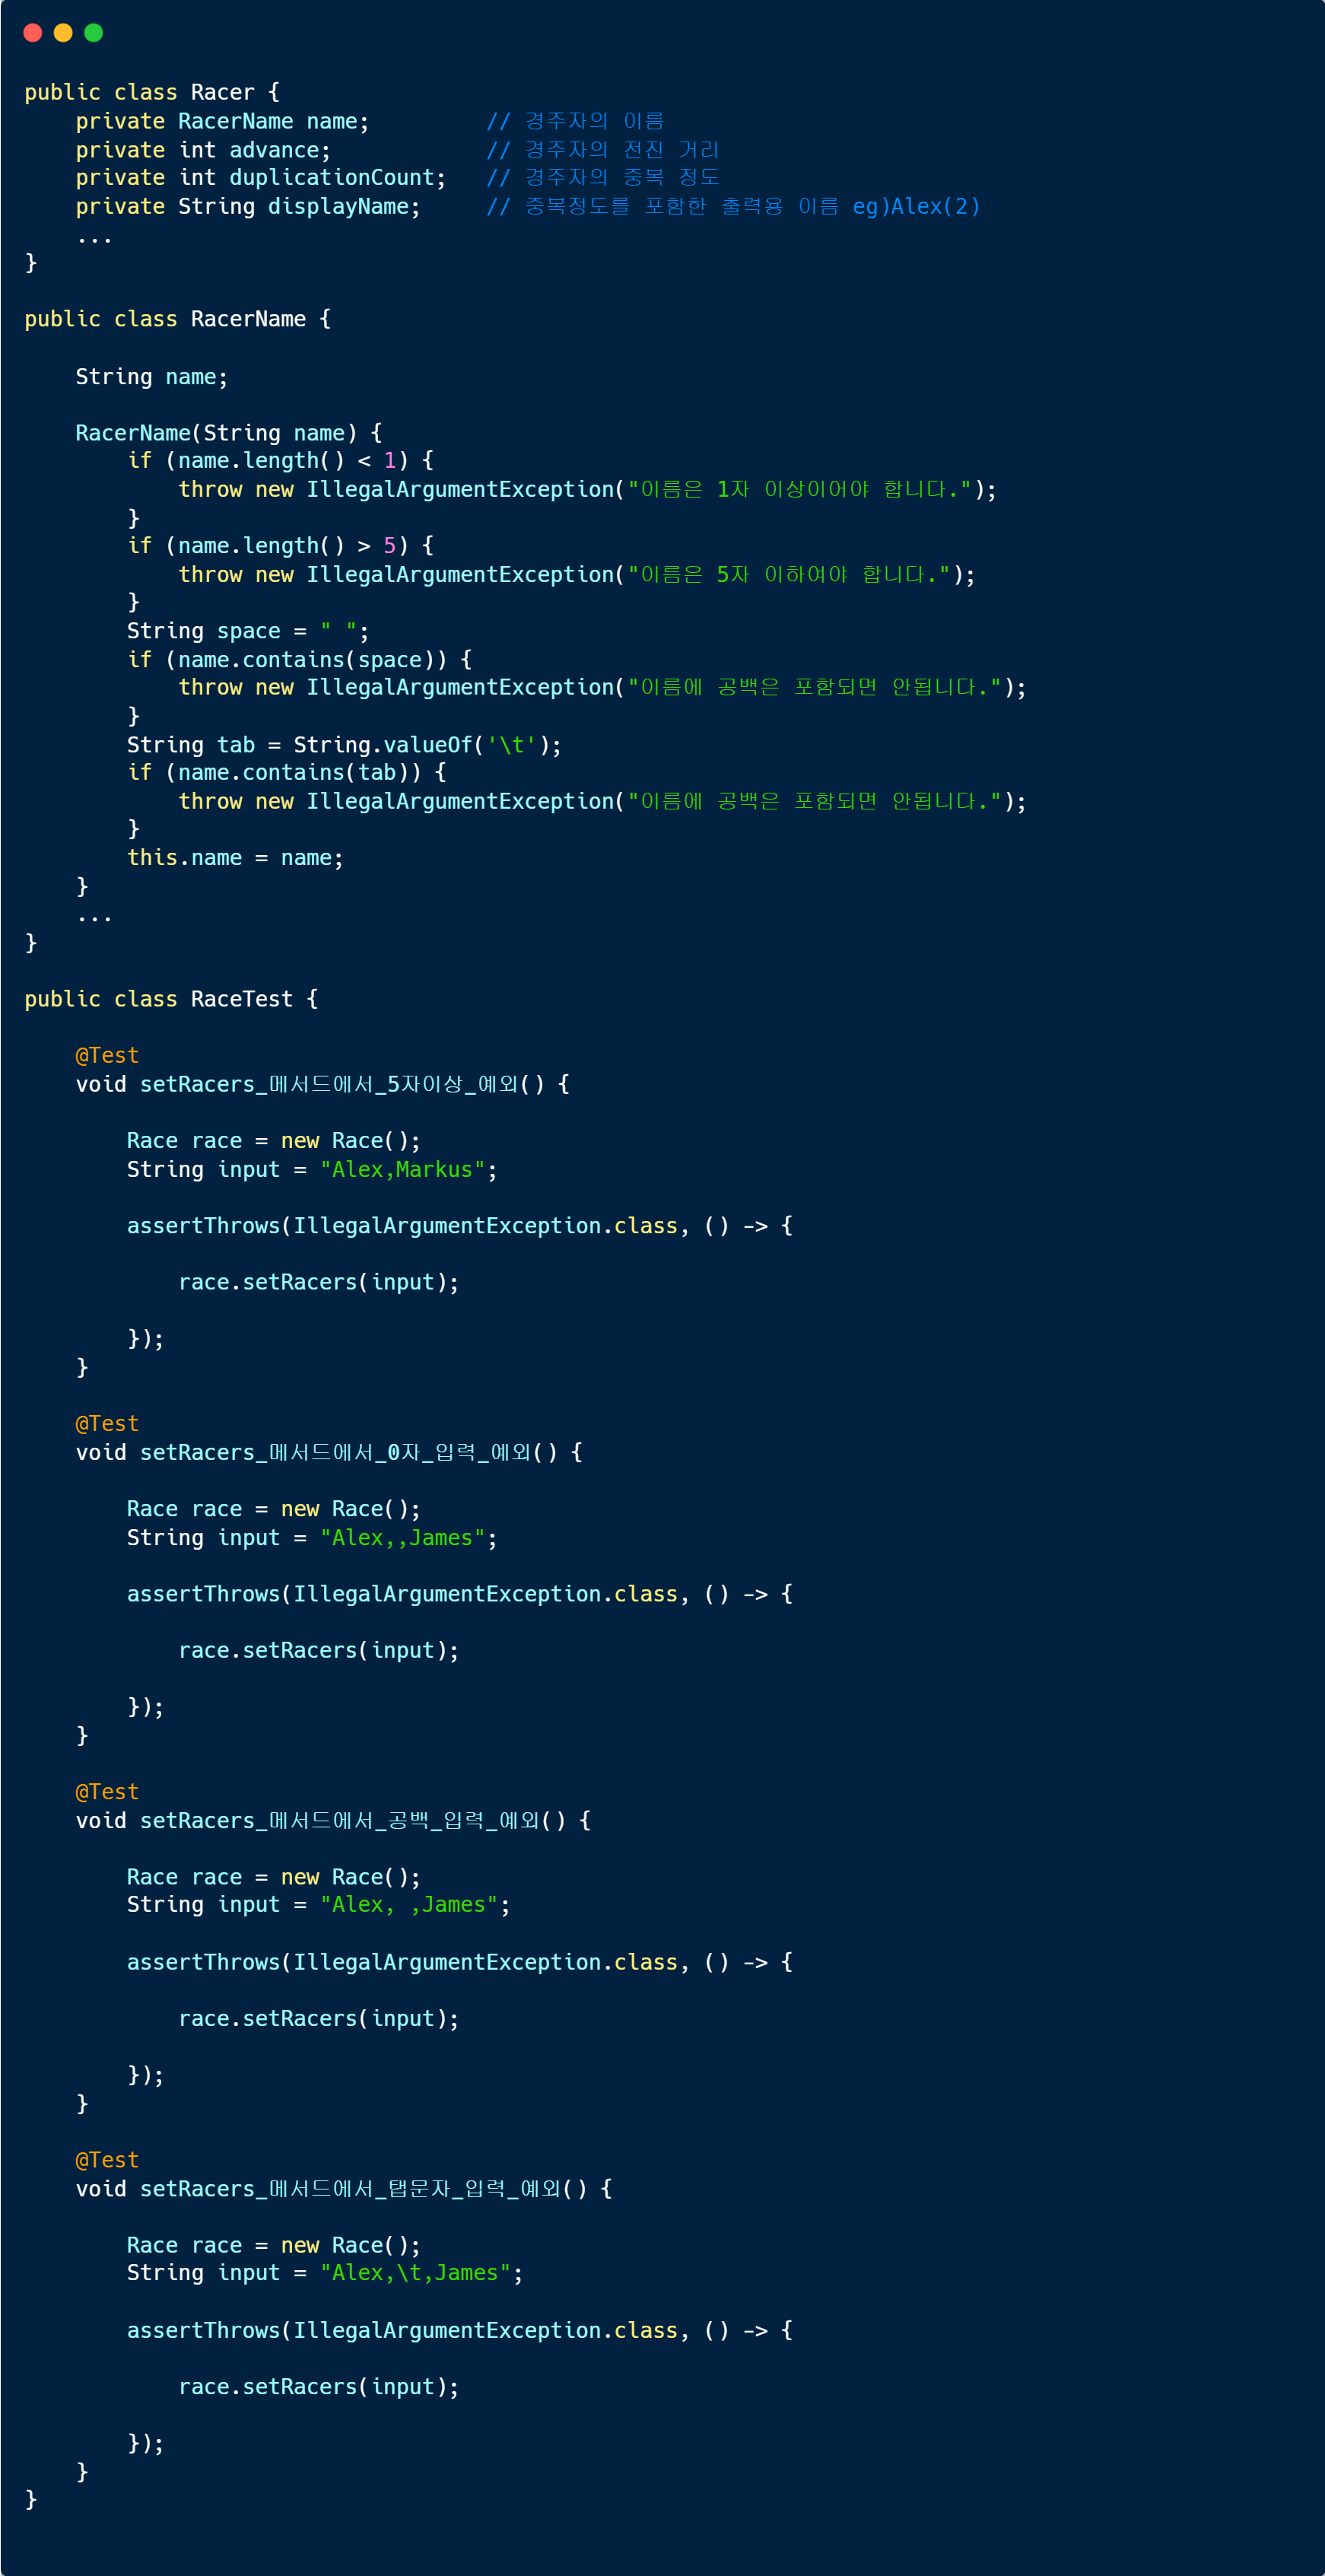 public class Racer {
    private RacerName name;         // 경주자의 이름
    private int advance;            // 경주자의 전진 거리
    private int duplicationCount;   // 경주자의 중복 정도
    private String displayName;     // 중복정도를 포함한 출력용 이름 eg)Alex(2)
    ...
}

public class RacerName {

    String name;

    RacerName(String name) {
        if (name.length() < 1) {
            throw new IllegalArgumentException("이름은 1자 이상이어야 합니다.");
        }
        if (name.length() > 5) {
            throw new IllegalArgumentException("이름은 5자 이하여야 합니다.");
        }
        String space = " ";
        if (name.contains(space)) {
            throw new IllegalArgumentException("이름에 공백은 포함되면 안됩니다.");
        }
        String tab = String.valueOf('\t');
        if (name.contains(tab)) {
            throw new IllegalArgumentException("이름에 공백은 포함되면 안됩니다.");
        }
        this.name = name;
    }
    ...
}

public class RaceTest {

    @Test
    void setRacers_메서드에서_5자이상_예외() {

        Race race = new Race();
        String input = "Alex,Markus";

        assertThrows(IllegalArgumentException.class, () -> {

            race.setRacers(input);

        });
    }

    @Test
    void setRacers_메서드에서_0자_입력_예외() {

        Race race = new Race();
        String input = "Alex,,James";

        assertThrows(IllegalArgumentException.class, () -> {

            race.setRacers(input);

        });
    }

    @Test
    void setRacers_메서드에서_공백_입력_예외() {

        Race race = new Race();
        String input = "Alex, ,James";

        assertThrows(IllegalArgumentException.class, () -> {

            race.setRacers(input);

        });
    }

    @Test
    void setRacers_메서드에서_탭문자_입력_예외() {

        Race race = new Race();
        String input = "Alex,\t,James";

        assertThrows(IllegalArgumentException.class, () -> {

            race.setRacers(input);

        });
    }
}